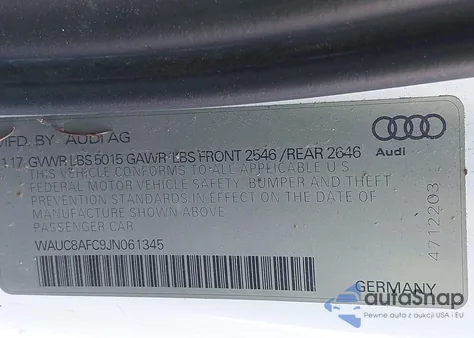 MFD. BY AUDI AG
1-17 GVWR LBS 5015 GAWR LBS FRONT 2546 /REAR 2646
THIS VEHICLE CONFORMS TO ALL APPLICABLE U.S.
FEDERAL MOTOR VEHICLE SAFETY, BUMPER, AND THEFT
PREVENTION STANDARDS IN EFFECT ON THE DATE OF
MANUFACTURE SHOWN ABOVE
PASSENGER CAR
WAUC8AFC9JN061345
Audi
4712203
GERMANY
autoSnap
Pewne auta z aukcji USA i EU